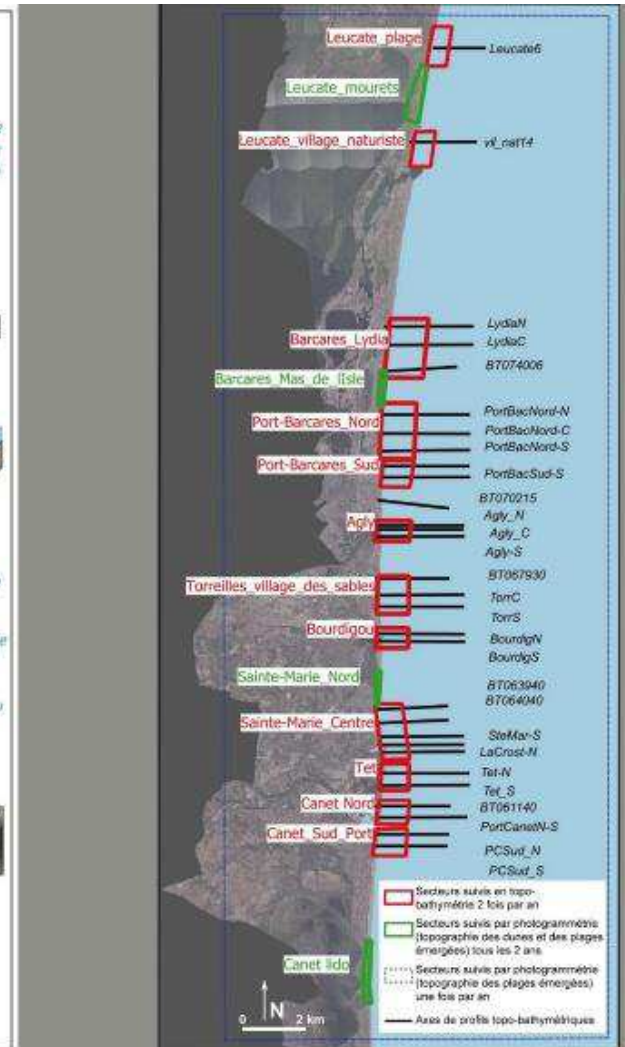 Leucate_plage
Leucate6
Leucate_mourets
Leucate_village_naturiste
vil_nat14
LydiaN
Barcares_Lydia
LydiaC
BT074006
Barcares_Mas_de_lisle
PortBacNord-N
Port-Barcares_Nord
PortBacNord-C
PortBacNord-S
Port-Barcares_Sud
PortBacSud-S
BT070215
Agly_N
Agly
Agly_C
Agly-S
BT067930
Torreilles_village_des_sables
TorrC
TorrS
Bourdigou
BourdigN
BourdigS
Sainte-Marie_Nord
BT063940
BT064040
Sainte-Marie_Centre
SteMar-S
LaCrost-N
Tet
Tet-N
Tet_S
Canet Nord
BT061140
PortCanetN-S
Canet_Sud_Port
PCSud_N
PCSud_S
Secteurs suivis en topo-
bathymétrie 2 fois par an
Secteurs suivis par photogrammétrie
(topographie des dunes et des plages
émergées) tous les 2 ans
Canet lido
Secteurs suivis par photogrammétrie
(topographie des plages émergées)
une fois par an
Axes de profils topo-bathymétriques
N
0 2 km